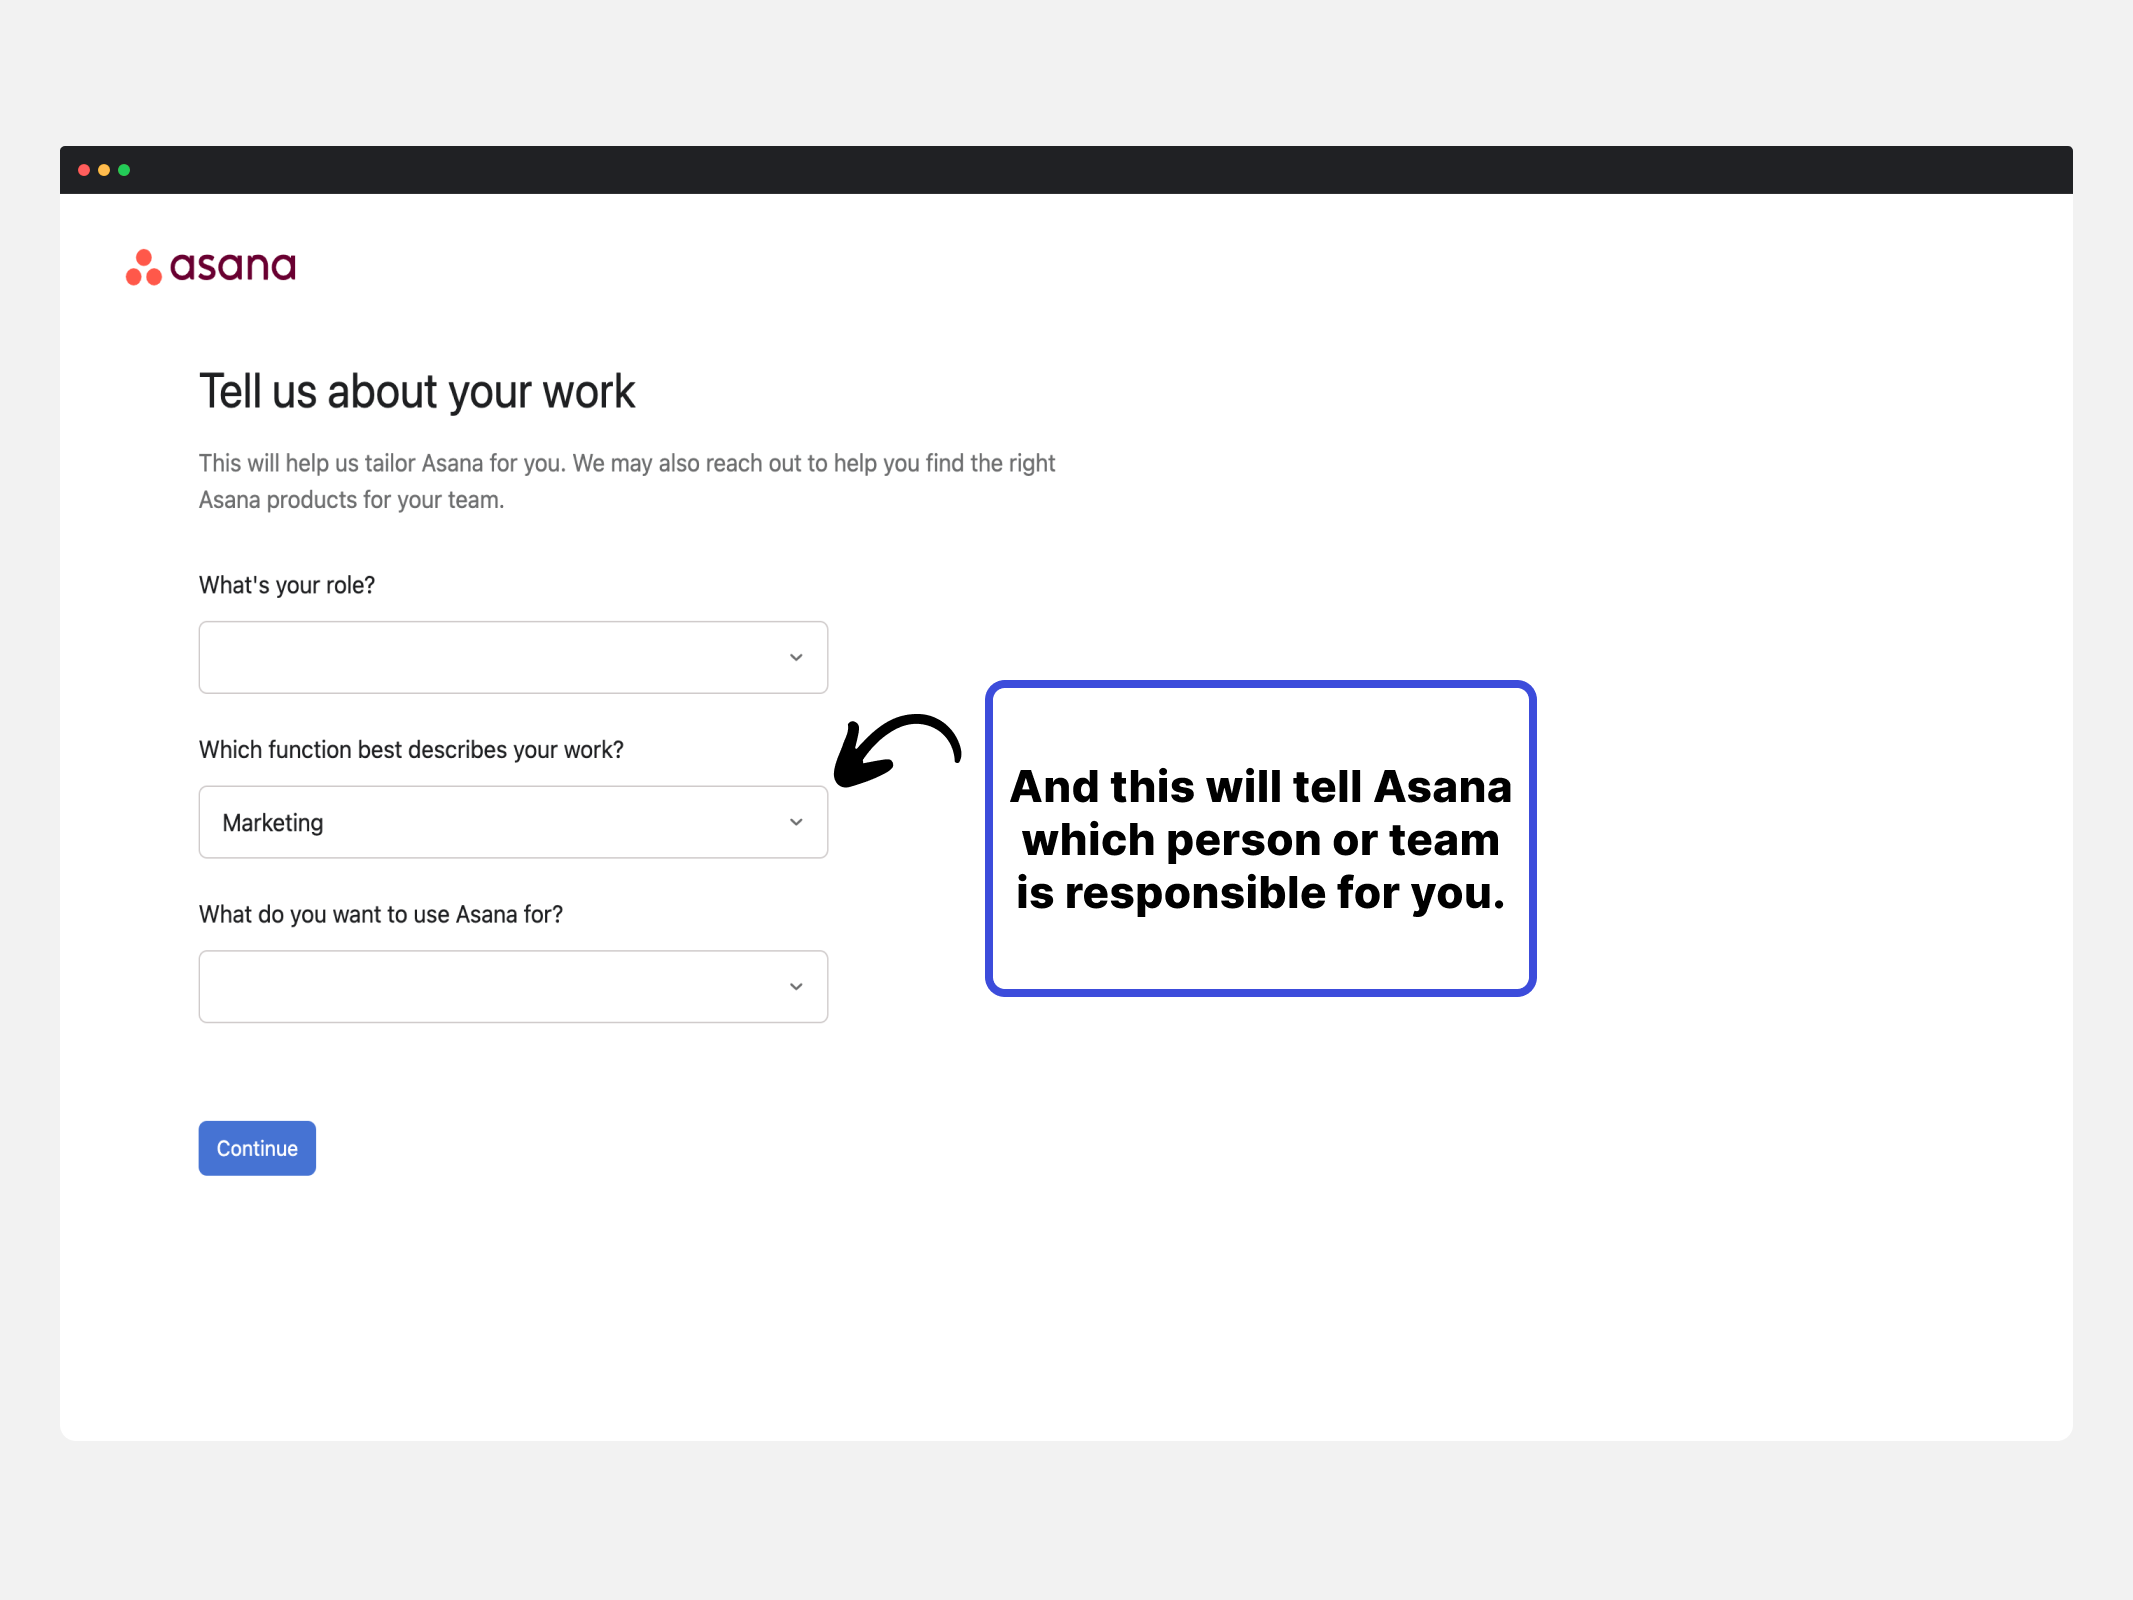 asana
Tell us about your work
This will help us tailor Asana for you. We may also reach out to help you find the right
Asana products for your team.
What's your role?
Which function best describes your work?
Marketing
What do you want to use Asana for?
Continue
And this will tell Asana
which person or team
is responsible for you.